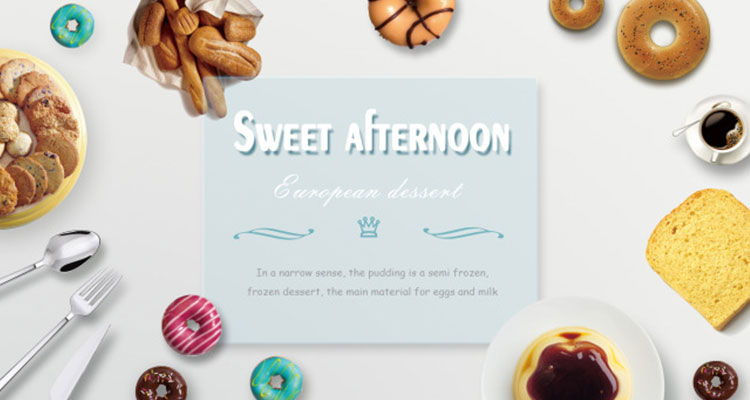 Sweet afternoon
European dessert
In a narrow sense, the pudding is a semi frozen,
frozen dessert, the main material for eggs and milk